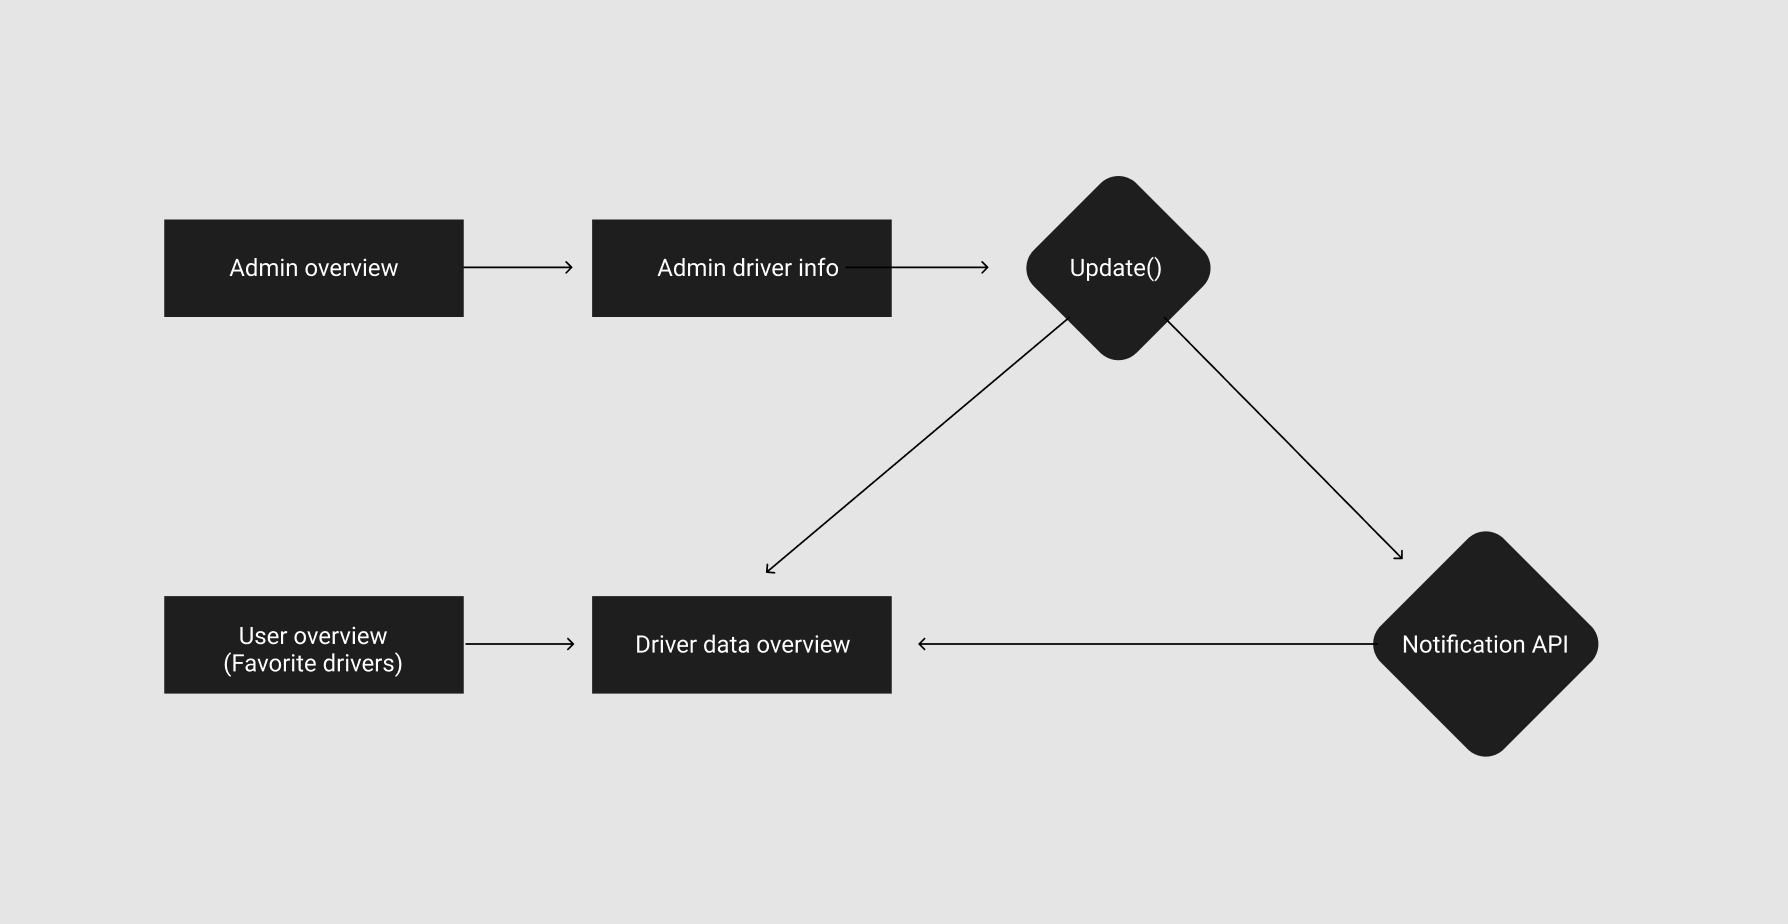 Admin overview
Admin driver info
Update()
User overview
(Favorite drivers)
Driver data overview
Notification API